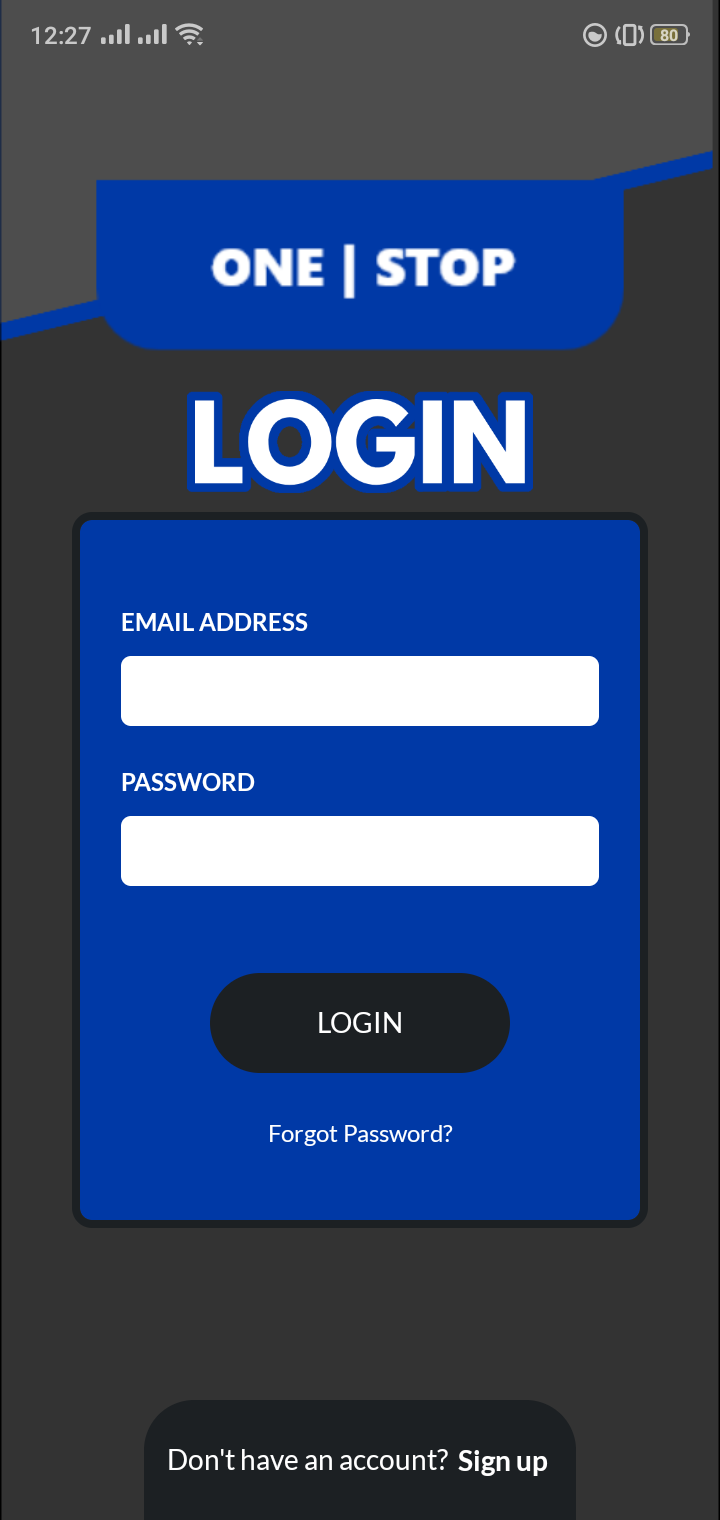 12:27
80
ONE | STOP
LOGIN
EMAIL ADDRESS
PASSWORD
LOGIN
Forgot Password?
Don't have an account? Sign up